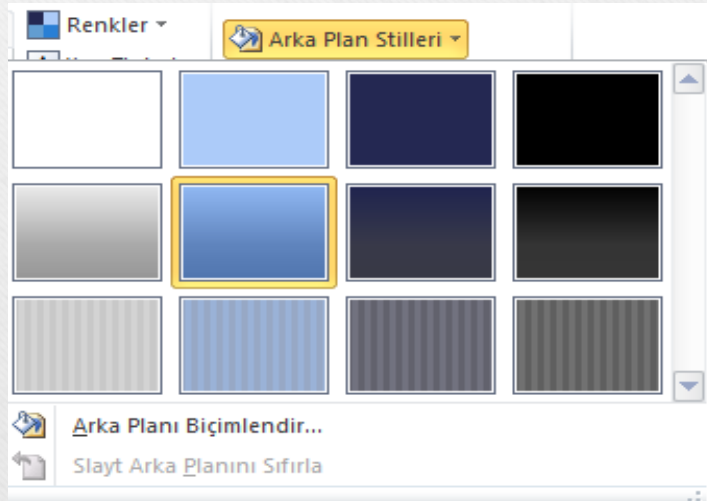 Renkler
Arka Plan Stilleri
Arka Planı Biçimlendir...
Slayt Arka Planını Sıfırla